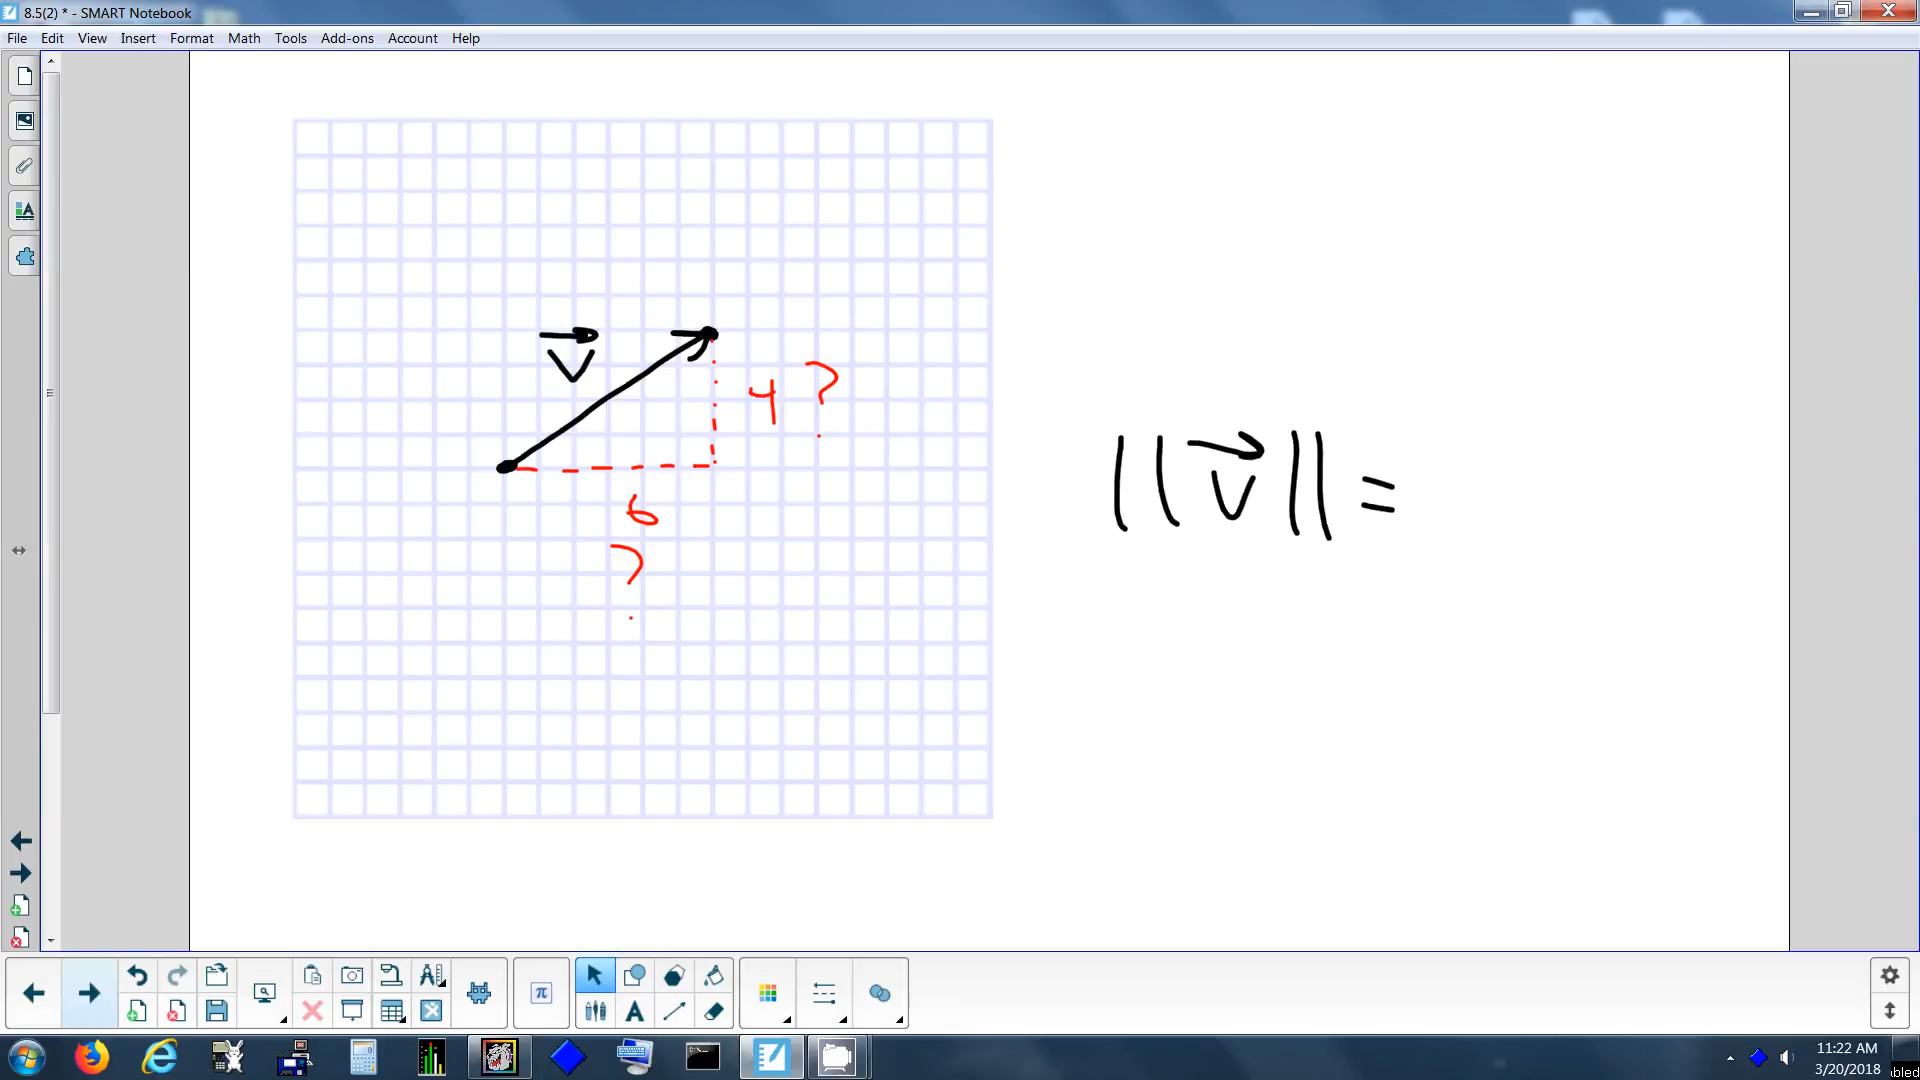 8.5(2) * - SMART Notebook
File Edit View Insert Format Math Tools Add-ons Account Help
v
4 ?
6
?
||v|| =
π
A
11:22 AM
3/20/2018
bled